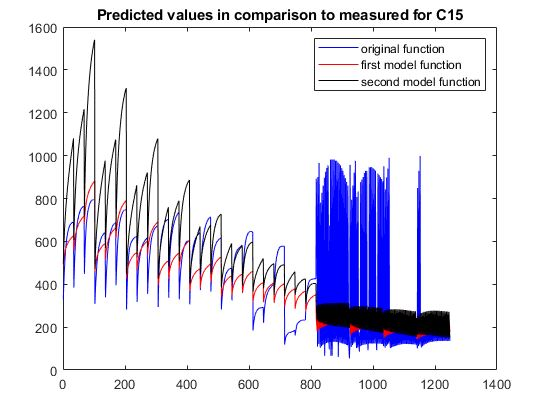 Predicted values in comparison to measured for C15
original function
first model function
second model function
1600
1400
1200
1000
800
600
400
200
0
0 200 400 600 800 1000 1200 1400